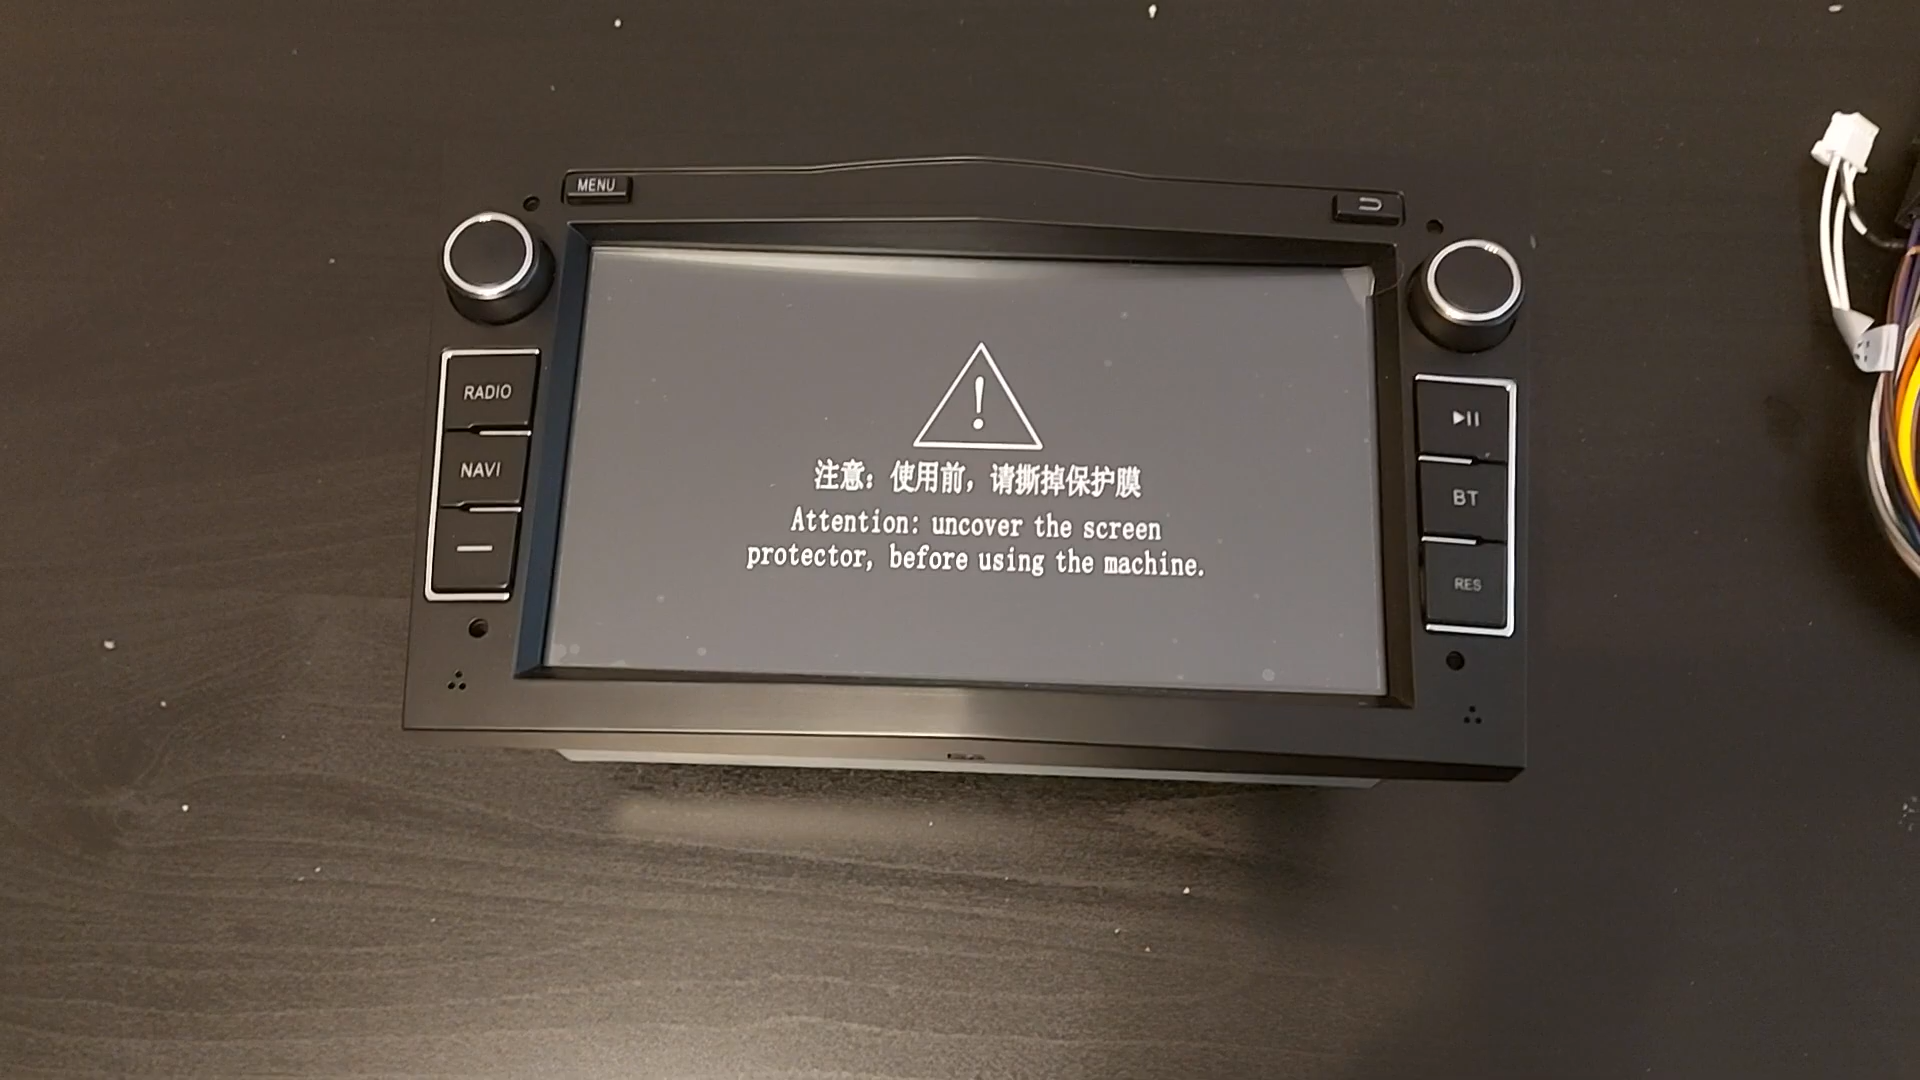 MENU
RADIO
NAVI
注意：使用前，请撕掉保护膜
Attention: uncover the screen
protector, before using the machine.
BT
RES